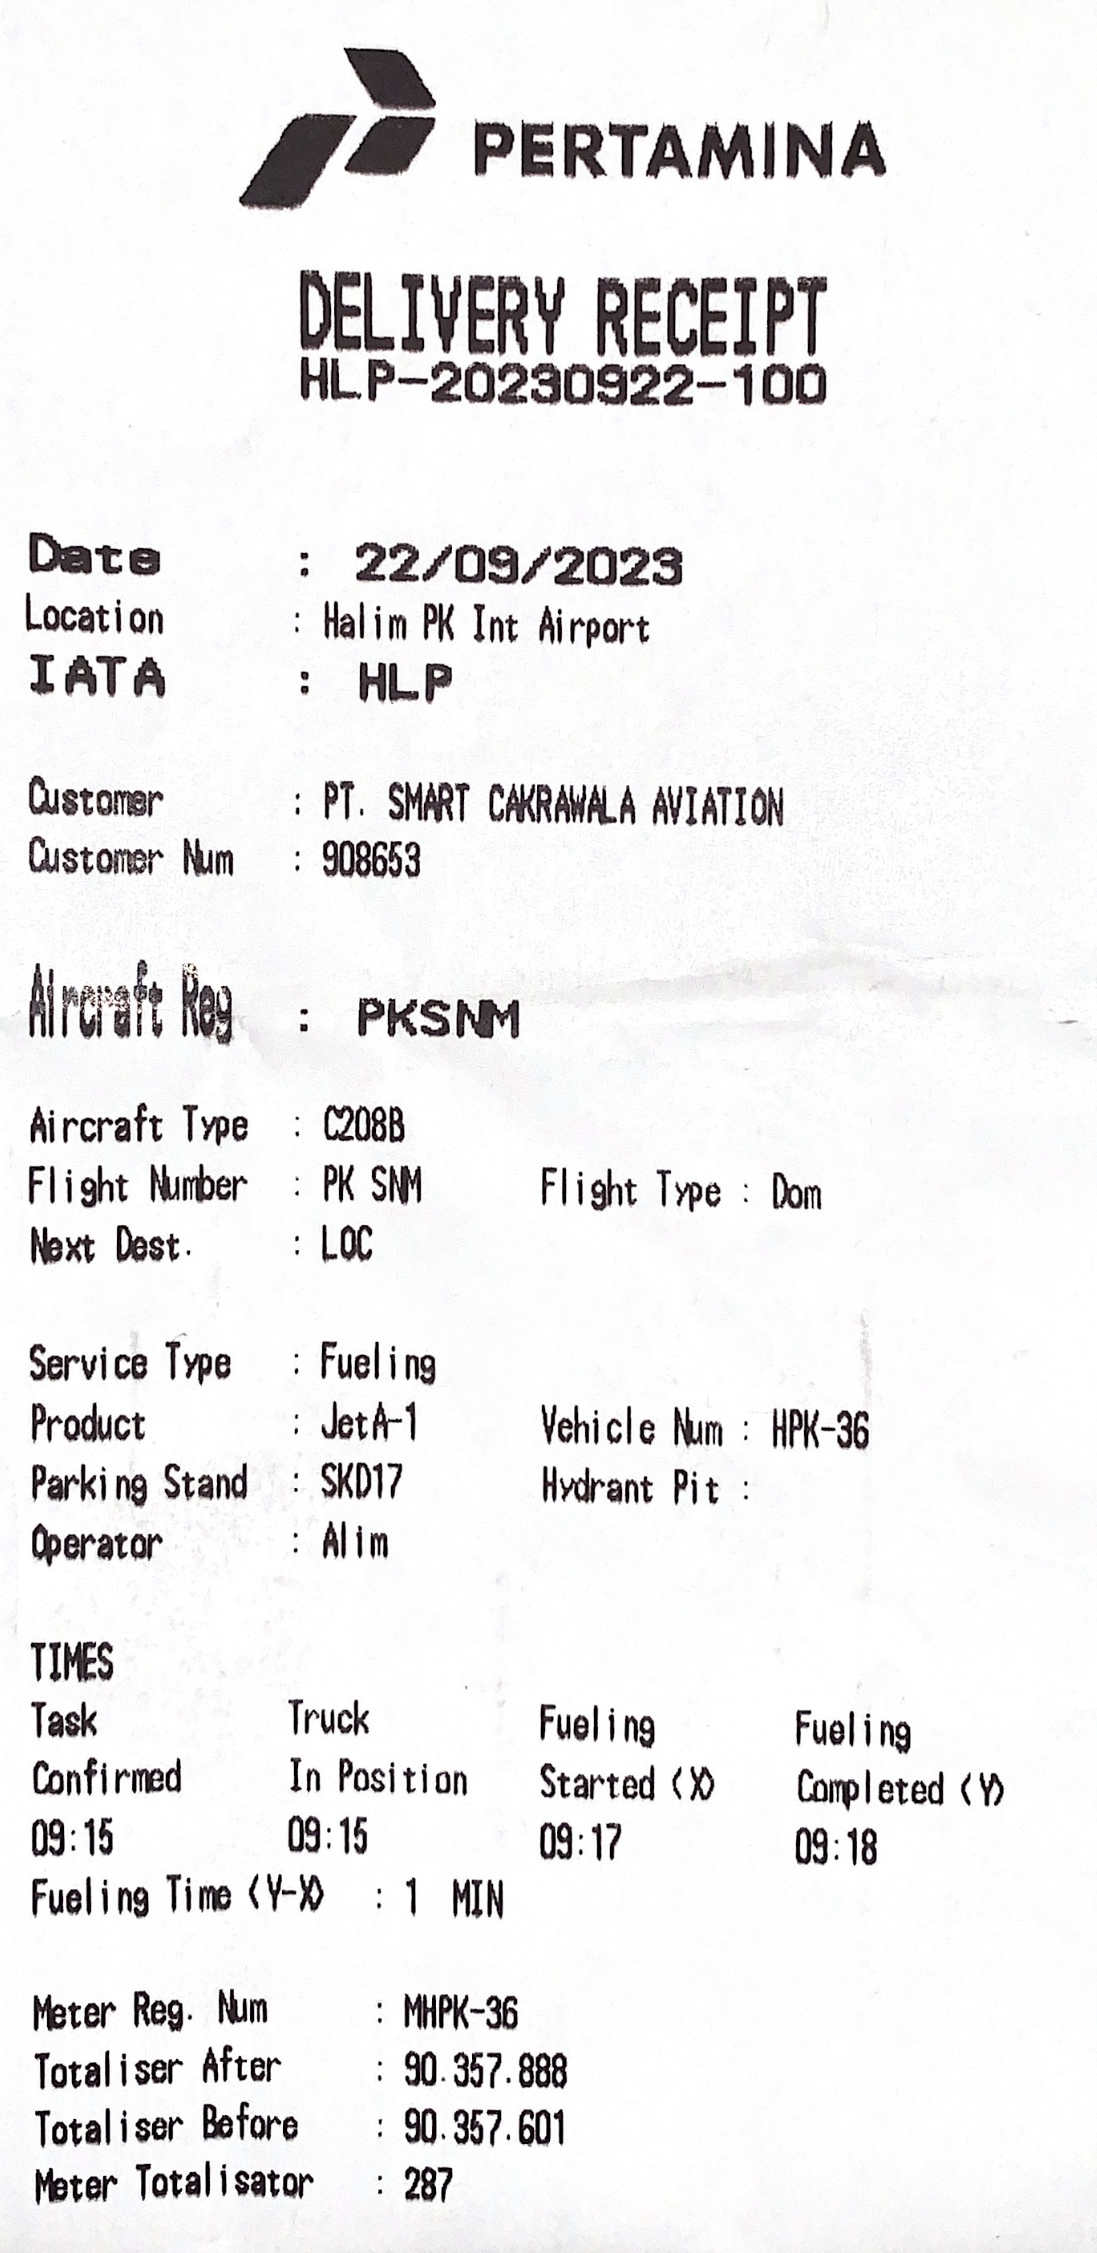 PERTAMINA
DELIVERY RECEIPT
HLP-20230922-100
Date : 22/09/2023
Location : Halim PK Int Airport
IATA : HLP
Customer : PT. SMART CAKRAWALA AVIATION
Customer Num : 908653
Aircraft Reg : PKSNM
Aircraft Type : C208B
Flight Number : PK SNM Flight Type : Dom
Next Dest. : LOC
Service Type : Fueling
Product : JetA-1 Vehicle Num : HPK-36
Parking Stand : SKD17 Hydrant Pit :
Operator : Alim
TIMES
Task Truck Fueling Fueling
Confirmed In Position Started (X) Completed (Y)
09:15 09:15 09:17 09:18
Fueling Time (Y-X) : 1 MIN
Meter Reg. Num : MHPK-36
Totaliser After : 90.357.888
Totaliser Before : 90.357.601
Meter Totalisator : 287